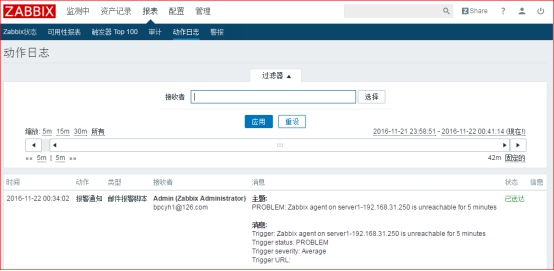 ZABBIX 监测中 资产记录 报表 配置 管理 Share ?
Zabbix状态 可用性报表 触发器 Top 100 审计 动作日志 警报
动作日志
过滤器 ▲
接收者 选择
应用 重设
缩放: 5m 15m 30m 所有 2016-11-21 23:58:51 - 2016-11-22 00:41:14 (现在!)
«« 5m | 5m »» 42m 固定的
时间 动作 类型 接收者 消息 状态 信息
2016-11-22 00:34:02 报警通知 邮件报警脚本 Admin (Zabbix Administrator) 主题: 已送达
bpcyh1@126.com PROBLEM: Zabbix agent on server1-192.168.31.250 is unreachable for 5 minutes
消息:
Trigger: Zabbix agent on server1-192.168.31.250 is unreachable for 5 minutes
Trigger status: PROBLEM
Trigger severity: Average
Trigger URL: